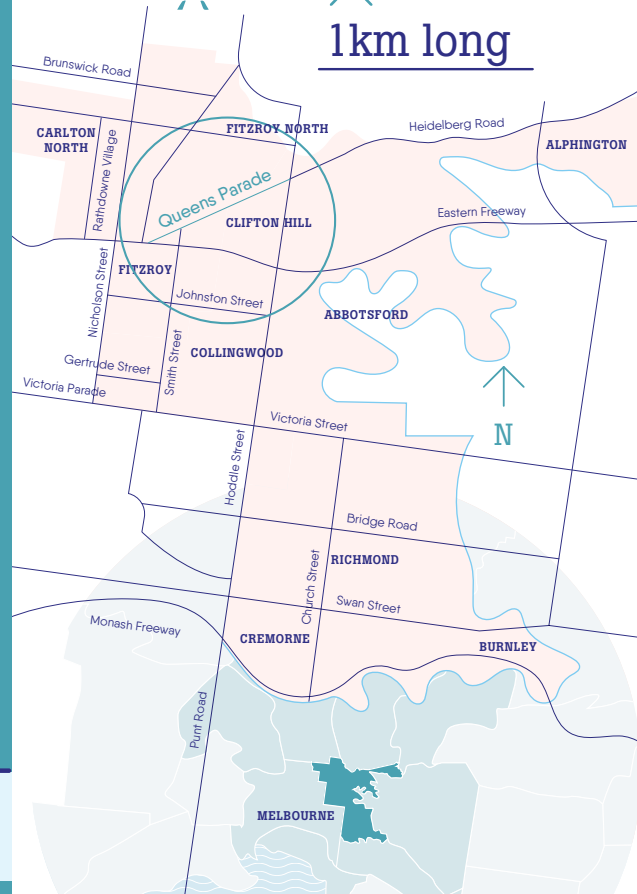 1km long
Brunswick Road
CARLTON
NORTH
Rathdowne Village
FITZROY NORTH
Heidelberg Road
ALPHINGTON
Queens Parade
CLIFTON HILL
Eastern Freeway
FITZROY
Nicholson Street
Johnston Street
ABBOTSFORD
COLLINGWOOD
Smith Street
Gertrude Street
Victoria Parade
Victoria Street
N
Hoddle Street
Bridge Road
RICHMOND
Church Street
Swan Street
Monash Freeway
CREMORNE
BURNLEY
Punt Road
MELBOURNE